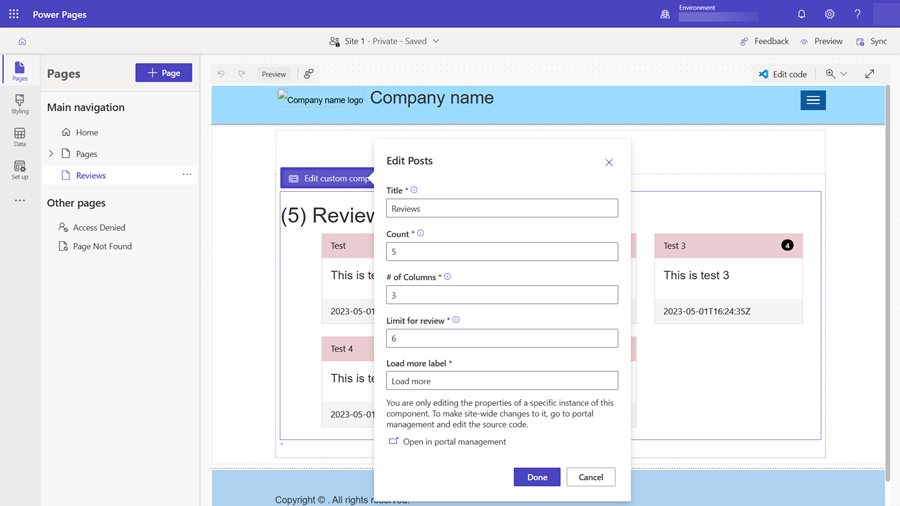 Power Pages
Environment
Site 1 - Private - Saved
Feedback
Preview
Sync
Pages
Styling
Data
Set up
Pages
+ Page
Main navigation
Home
Pages
Reviews
Other pages
Access Denied
Page Not Found
Preview
Edit code
Company name logo
Company name
Edit custom comp
(5) Review
Test
This is te
2023-05-01
Test 3
4
This is test 3
2023-05-01T16:24:35Z
Test 4
This is te
2023-05-01
Edit Posts
Title *
Reviews
Count *
5
# of Columns *
3
Limit for review *
6
Load more label *
Load more
You are only editing the properties of a specific instance of this
component. To make site-wide changes to it, go to portal
management and edit the source code.
Open in portal management
Done
Cancel
Copyright © . All rights reserved.